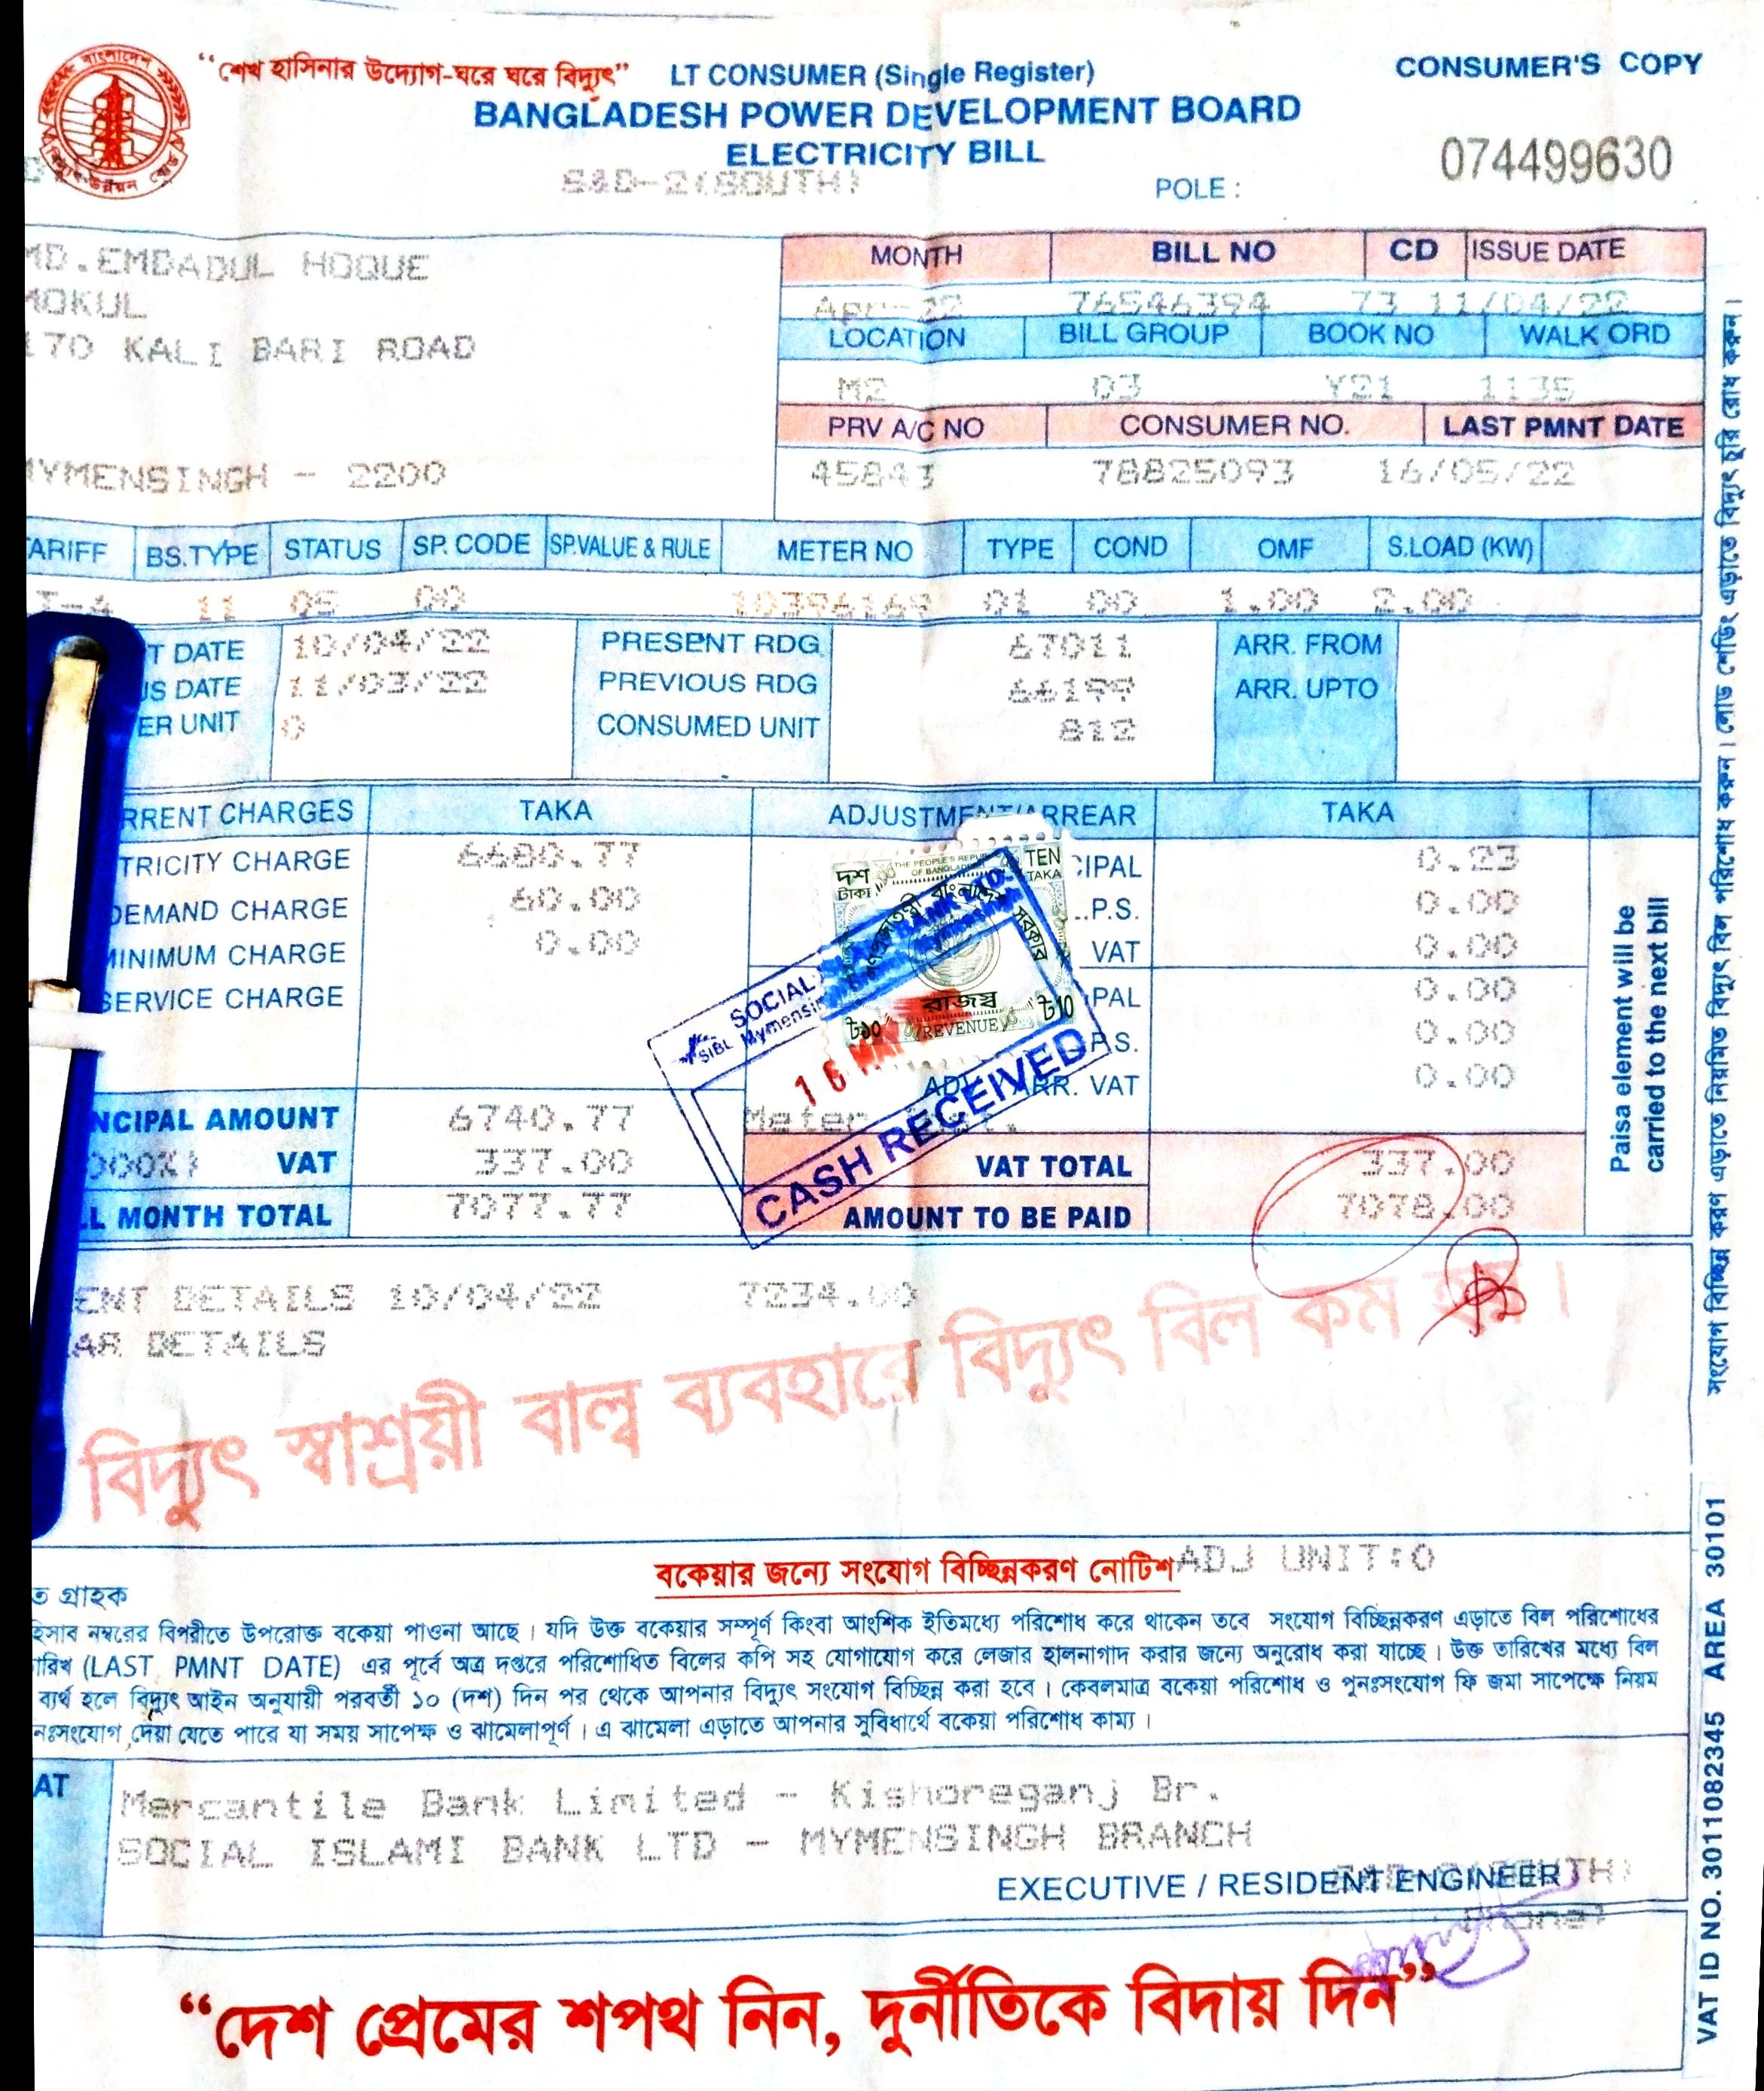 “শেখ হাসিনার উদ্যোগ-ঘরে ঘরে বিদ্যুৎ” LT CONSUMER (Single Register) CONSUMER'S COPY
বাংলাদেশ
বিদ্যুৎ উন্নয়ন বোর্ড
BANGLADESH POWER DEVELOPMENT BOARD
ELECTRICITY BILL 074499630
S&D-2(SOUTH) POLE :
MD.EMDADUL HOQUE
MOKUL
170 KALI BARI ROAD
MYMENSINGH - 2200
MONTH BILL NO CD ISSUE DATE
Apr-22 76546394 73 11/04/22
LOCATION BILL GROUP BOOK NO WALK ORD
M2 03 Y21 1135
PRV A/C NO CONSUMER NO. LAST PMNT DATE
45843 78825093 16/05/22
ARIFF BS.TYPE STATUS SP. CODE SP.VALUE & RULE METER NO TYPE COND OMF S.LOAD (KW)
11 05 00 10396169 01 00 1.00 2.00
T DATE 10/04/22 PRESENT RDG 67011 ARR. FROM
US DATE 11/03/22 PREVIOUS RDG 66199 ARR. UPTO
ER UNIT 0 CONSUMED UNIT 812
RRENT CHARGES TAKA ADJUSTMENT/ARREAR TAKA
TRICITY CHARGE 6680.77 CIPAL 0.23
DEMAND CHARGE 60.00 P.S. 0.00
MINIMUM CHARGE 0.00 VAT 0.00
SERVICE CHARGE PAL 0.00
P.S. 0.00
ARR. VAT 0.00
NCIPAL AMOUNT 6740.77 Meter
VAT 337.00 VAT TOTAL 337.00
L MONTH TOTAL 7077.77 AMOUNT TO BE PAID 7078.00
Paisa element will be
carried to the next bill
দশ টাকা
THE PEOPLE'S REPUBLIC OF BANGLADESH
TEN TAKA
গণপ্রজাতন্ত্রী বাংলাদেশ সরকার
রাজস্ব
৳১০ REVENUE ৳10
SOCIAL BANK LTD.
SIBL Mymensingh
16 MAY
CASH RECEIVED
ENT DETAILS 10/04/22 7234.00
AR DETAILS
বিদ্যুৎ স্বাশ্রয়ী বাল্ব ব্যবহারে বিদ্যুৎ বিল কম হয়।
বকেয়ার জন্যে সংযোগ বিচ্ছিন্নকরণ নোটিশ ADJ UNIT:0
ত গ্রাহক
হিসাব নম্বরের বিপরীতে উপরোক্ত বকেয়া পাওনা আছে। যদি উক্ত বকেয়ার সম্পূর্ণ কিংবা আংশিক ইতিমধ্যে পরিশোধ করে থাকেন তবে সংযোগ বিচ্ছিন্নকরণ এড়াতে বিল পরিশোধের
রিখ (LAST PMNT DATE) এর পূর্বে অত্র দপ্তরে পরিশোধিত বিলের কপি সহ যোগাযোগ করে লেজার হালনাগাদ করার জন্যে অনুরোধ করা যাচ্ছে। উক্ত তারিখের মধ্যে বিল
ব্যর্থ হলে বিদ্যুৎ আইন অনুযায়ী পরবর্তী ১০ (দশ) দিন পর থেকে আপনার বিদ্যুৎ সংযোগ বিচ্ছিন্ন করা হবে। কেবলমাত্র বকেয়া পরিশোধ ও পুনঃসংযোগ ফি জমা সাপেক্ষে নিয়ম
নঃসংযোগ দেয়া যেতে পারে যা সময় সাপেক্ষ ও ঝামেলাপূর্ণ। এ ঝামেলা এড়াতে আপনার সুবিধার্থে বকেয়া পরিশোধ কাম্য।
AT
Mercantile Bank Limited - Kishoreganj Br.
SOCIAL ISLAMI BANK LTD - MYMENSINGH BRANCH
EXECUTIVE / RESIDENT ENGINEER
Phone:
“দেশ প্রেমের শপথ নিন, দুর্নীতিকে বিদায় দিন”
সংযোগ বিচ্ছিন্ন করণ এড়াতে নিয়মিত বিদ্যুৎ বিল পরিশোধ করুন। লোড শেডিং এড়াতে বিদ্যুৎ চুরি রোধ করুন।
VAT ID NO. 3011082345 AREA 30101